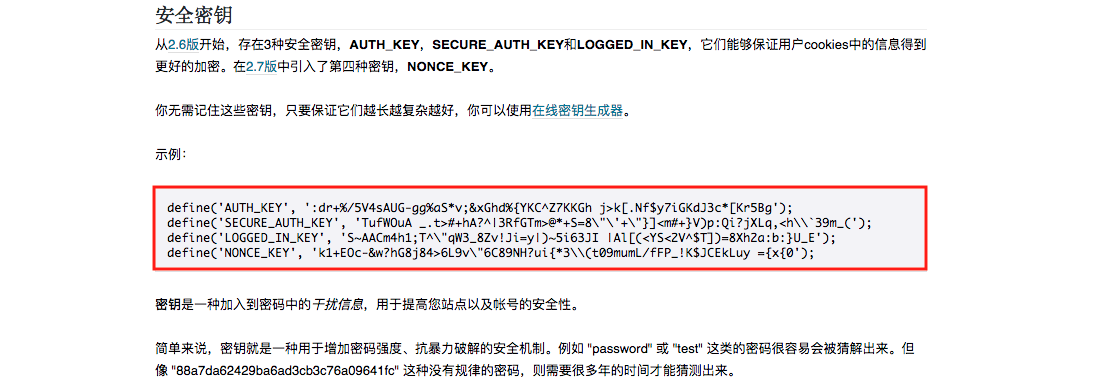 安全密钥
从2.6版开始，存在3种安全密钥，AUTH_KEY，SECURE_AUTH_KEY和LOGGED_IN_KEY，它们能够保证用户cookies中的信息得到
更好的加密。在2.7版中引入了第四种密钥，NONCE_KEY。
你无需记住这些密钥，只要保证它们越长越复杂越好，你可以使用在线密钥生成器。
示例：
define('AUTH_KEY', ':dr+%/5V4sAUG-gg%aS*v;&xGhd%{YKC^Z7KKGh j>k[.Nf$y7iGKdJ3c*[Kr5Bg');
define('SECURE_AUTH_KEY', 'TufWOuA _.t>#+hA?^|3RfGTm>@*+S=8\"\'+\"}]<m#+}V)p:Qi?jXLq,<h\\`39m_(');
define('LOGGED_IN_KEY', 'S~AACm4h1;T^\"qW3_8Zv!Ji=y|)~5i63JI |Al[(<YS<2V^$T])=8Xh2a:b:}U_E');
define('NONCE_KEY', 'k1+EOc-&w?hG8j84>6L9v\"6C89NH?ui{*3\\(t09mumL/fFP_!K$JCEkLuy ={x{0');
密钥是一种加入到密码中的干扰信息，用于提高您站点以及帐号的安全性。
简单来说，密钥就是一种用于增加密码强度、抗暴力破解的安全机制。例如 "password" 或 "test" 这类的密码很容易会被猜解出来。但
像 "88a7da62429ba6ad3cb3c76a09641fc" 这种没有规律的密码，则需要很多年的时间才能猜测出来。